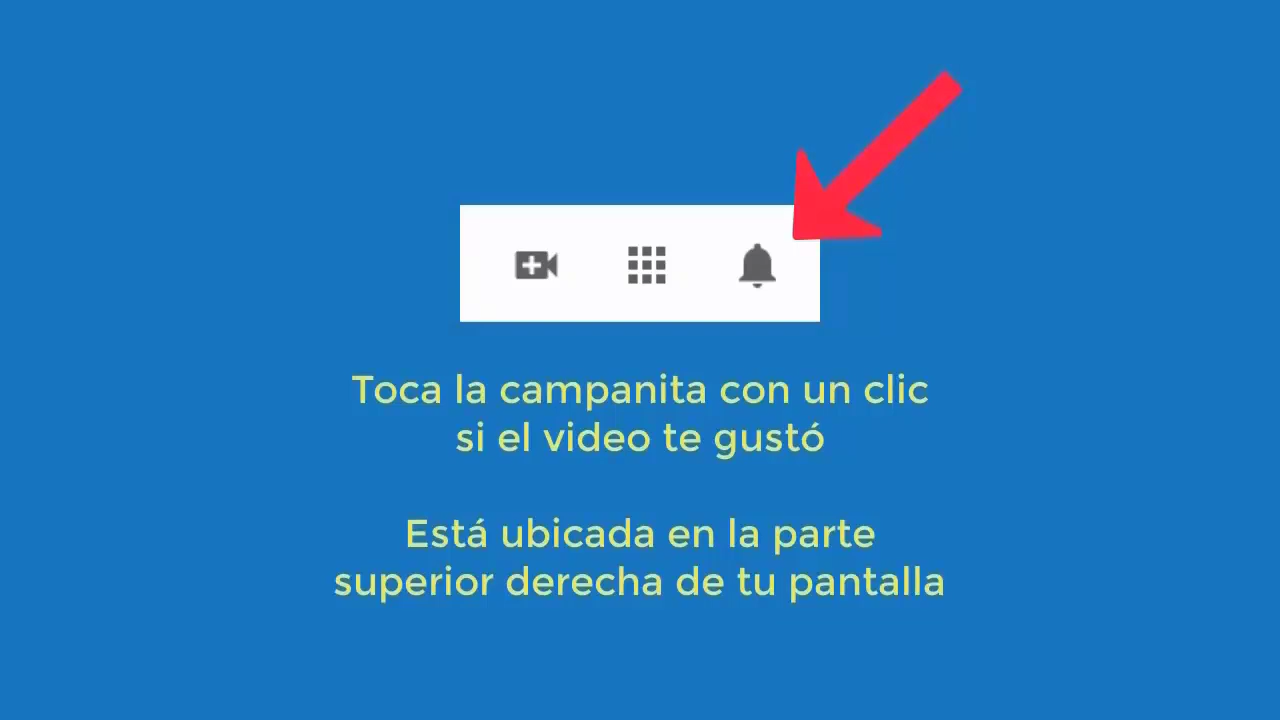 Toca la campanita con un clic
si el video te gustó
Está ubicada en la parte
superior derecha de tu pantalla